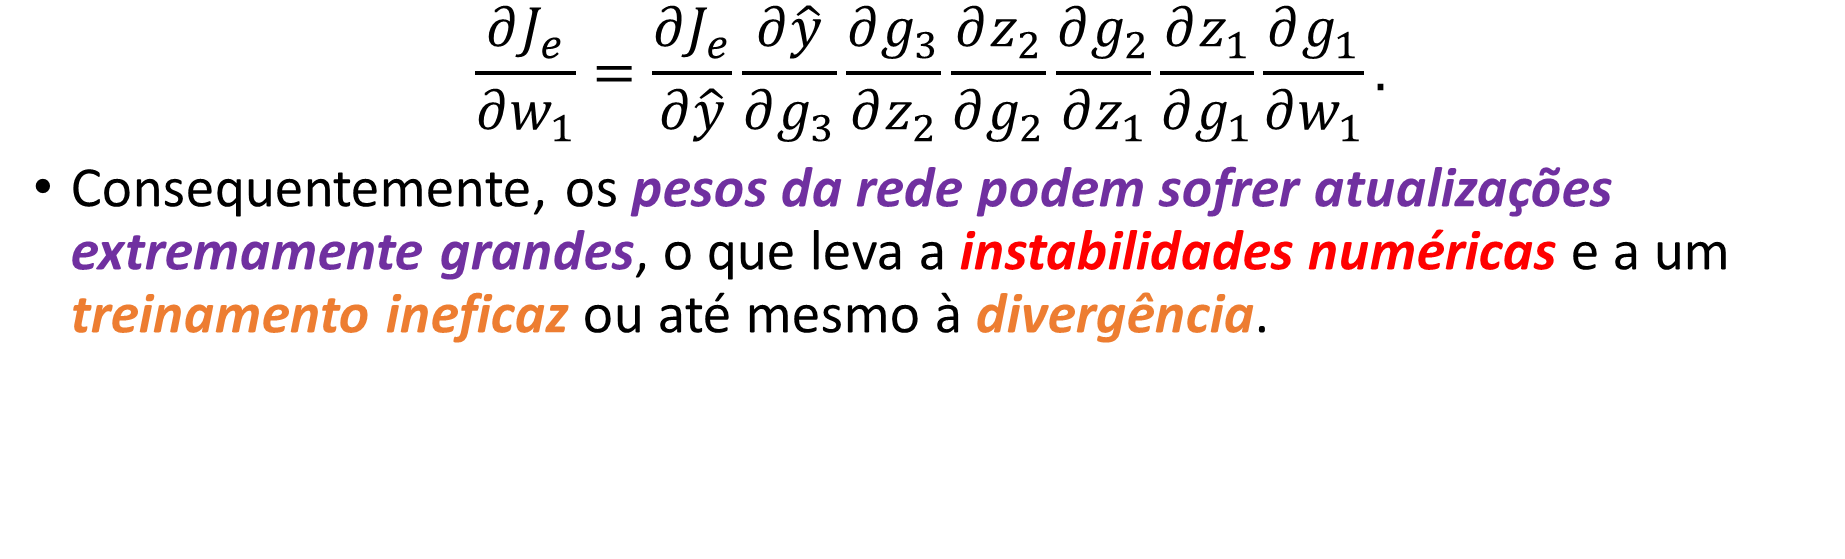 ∂J_e/∂w_1 = ∂J_e/∂ŷ ∂ŷ/∂g_3 ∂g_3/∂z_2 ∂z_2/∂g_2 ∂g_2/∂z_1 ∂z_1/∂g_1 ∂g_1/∂w_1.
• Consequentemente, os pesos da rede podem sofrer atualizações
extremamente grandes, o que leva a instabilidades numéricas e a um
treinamento ineficaz ou até mesmo à divergência.